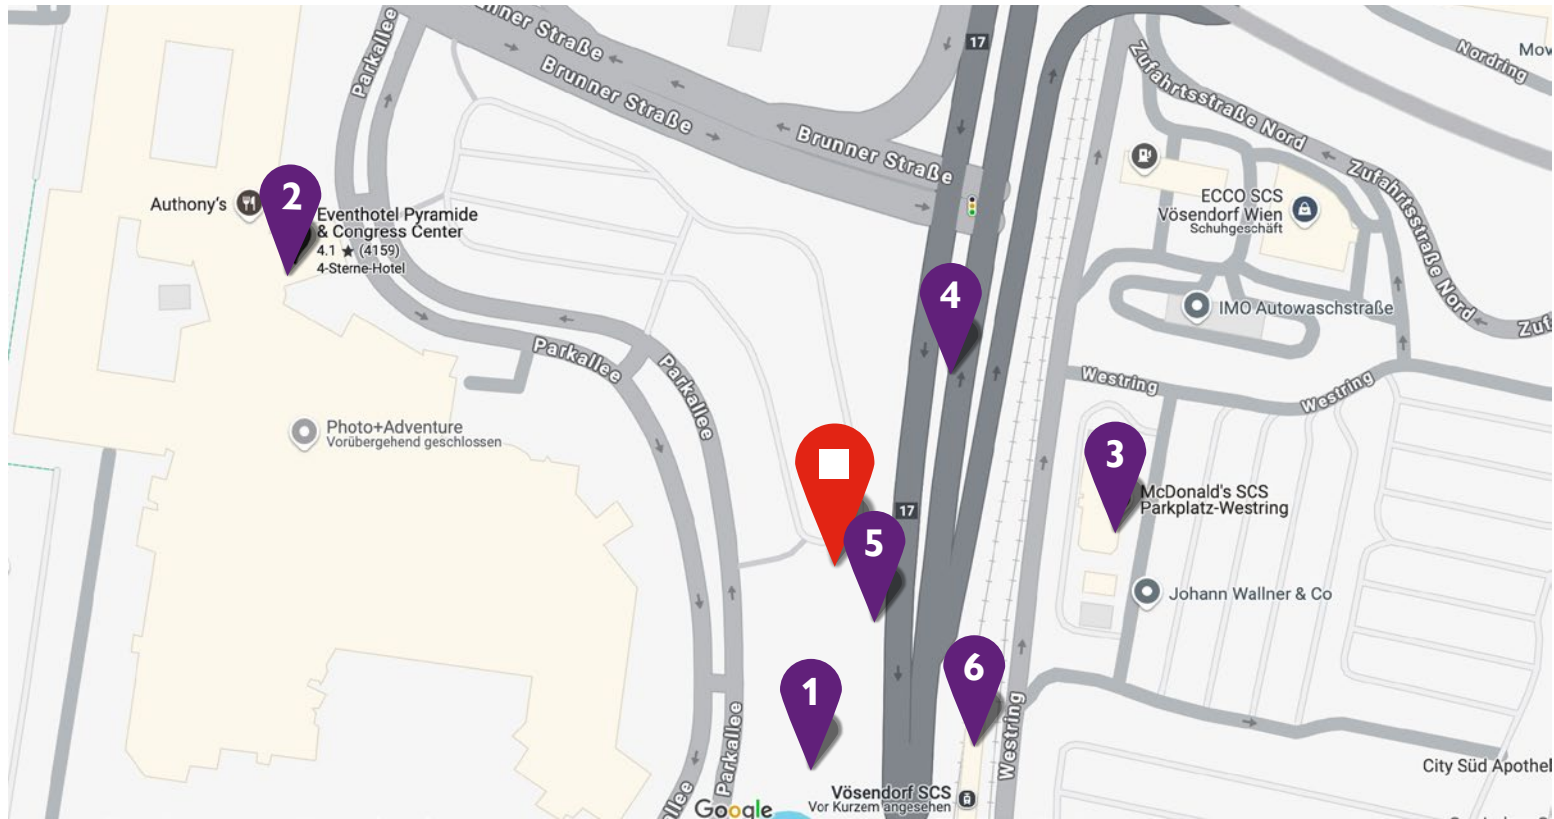 Brunner Straße
Brunner Straße
Brunner Straße
Parkallee
17
Zufahrtsstraße Nord
Nordring
Zufahrtsstraße Nord
Authony's
2
Eventhotel Pyramide
& Congress Center
4.1 ★ (4159)
4-Sterne-Hotel
ECCO SCS
Vösendorf Wien
Schuhgeschäft
4
IMO Autowaschstraße
Parkallee
Parkallee
Westring
Westring
Photo+Adventure
Vorübergehend geschlossen
3
McDonald's SCS
Parkplatz-Westring
17
5
Johann Wallner & Co
6
1
Parkallee
Westring
City Süd Apothe
Vösendorf SCS
Vor Kurzem angesehen
Google